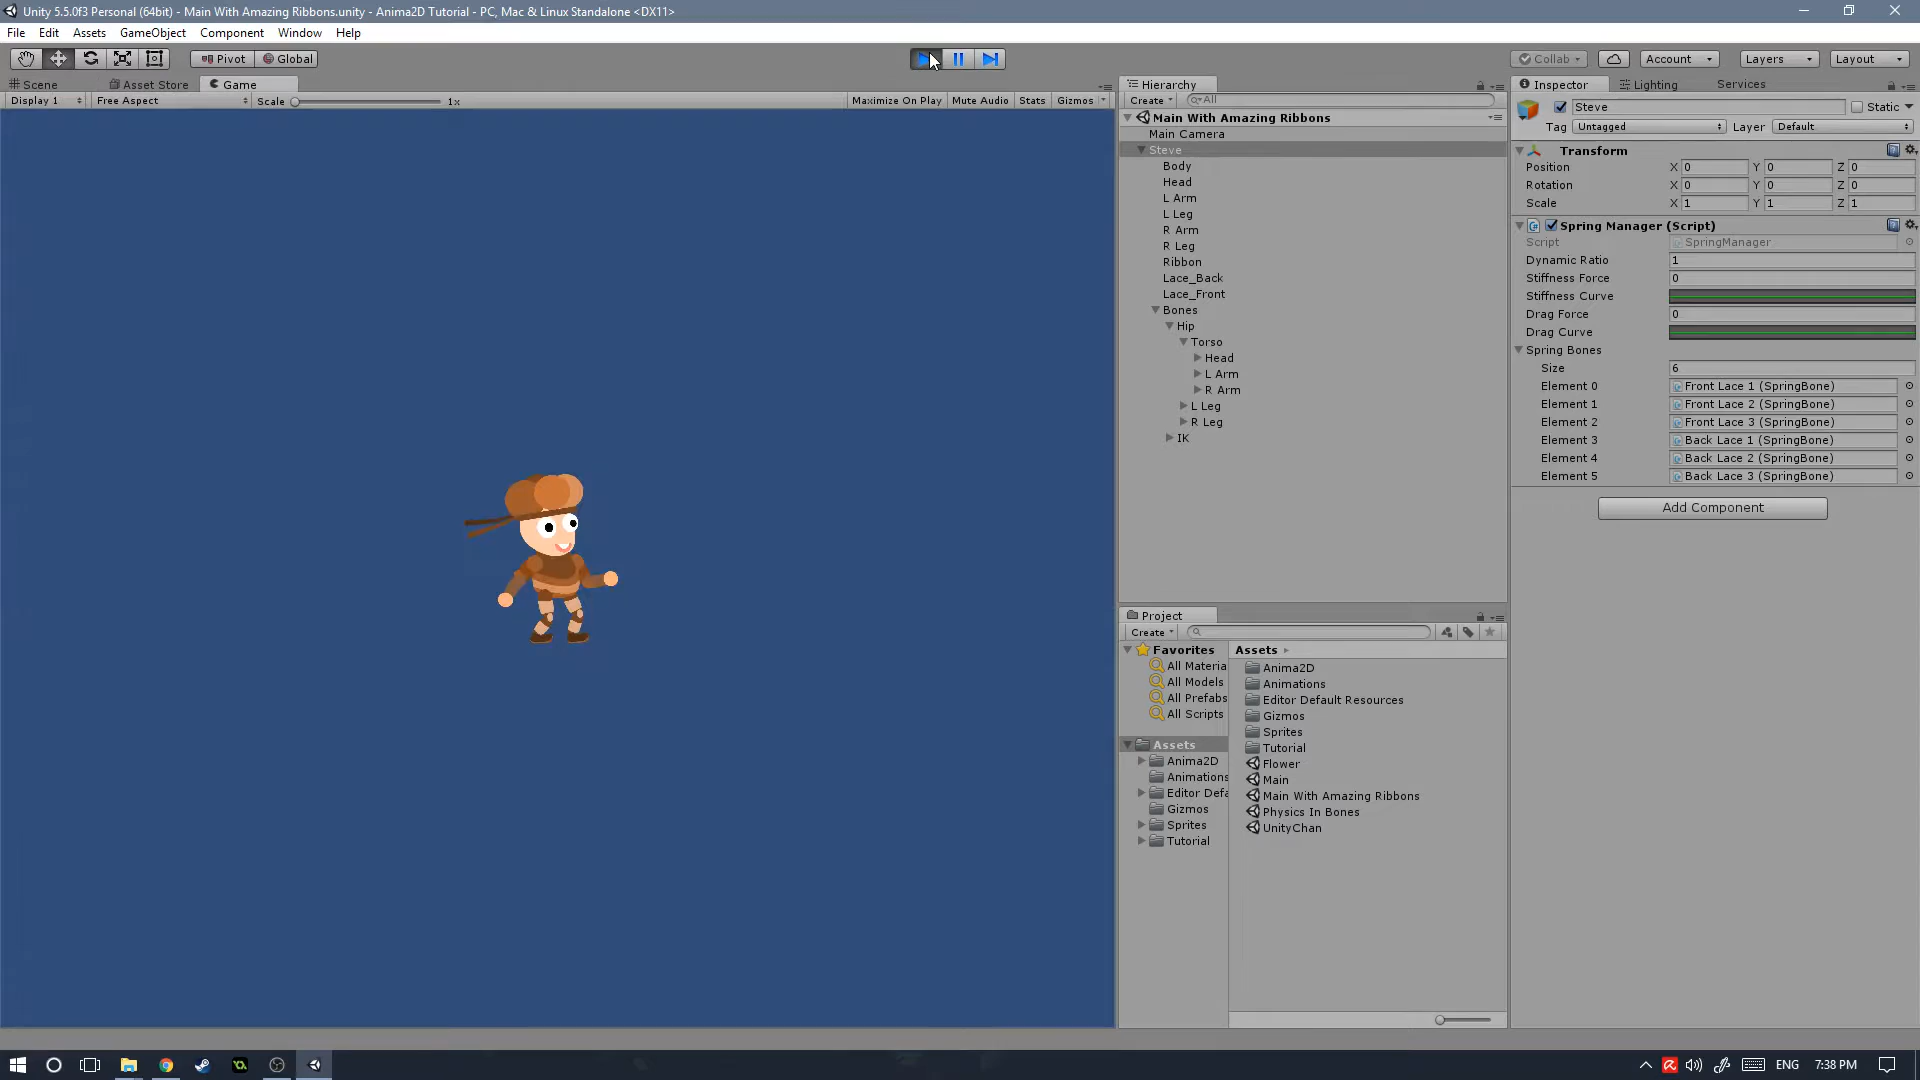 Unity 5.5.0f3 Personal (64bit) - Main With Amazing Ribbons.unity - Anima2D Tutorial - PC, Mac & Linux Standalone <DX11>
File Edit Assets GameObject Component Window Help
Pivot Global Collab Account Layers Layout
Scene Asset Store Game
Display 1 Free Aspect Scale 1x Maximize On Play Mute Audio Stats Gizmos
Hierarchy
Create All
Main With Amazing Ribbons
Main Camera
Steve
Body
Head
L Arm
L Leg
R Arm
R Leg
Ribbon
Lace_Back
Lace_Front
Bones
Hip
Torso
Head
L Arm
R Arm
L Leg
R Leg
IK
Project
Create
Favorites
All Materia
All Models
All Prefabs
All Scripts
Assets
Anima2D
Animations
Editor Defa
Gizmos
Sprites
Tutorial
Assets
Anima2D
Animations
Editor Default Resources
Gizmos
Sprites
Tutorial
Flower
Main
Main With Amazing Ribbons
Physics In Bones
UnityChan
Inspector Lighting Services
Steve Static
Tag Untagged Layer Default
Transform
Position X 0 Y 0 Z 0
Rotation X 0 Y 0 Z 0
Scale X 1 Y 1 Z 1
Spring Manager (Script)
Script SpringManager
Dynamic Ratio 1
Stiffness Force 0
Stiffness Curve
Drag Force 0
Drag Curve
Spring Bones
Size 6
Element 0 Front Lace 1 (SpringBone)
Element 1 Front Lace 2 (SpringBone)
Element 2 Front Lace 3 (SpringBone)
Element 3 Back Lace 1 (SpringBone)
Element 4 Back Lace 2 (SpringBone)
Element 5 Back Lace 3 (SpringBone)
Add Component
ENG 7:38 PM